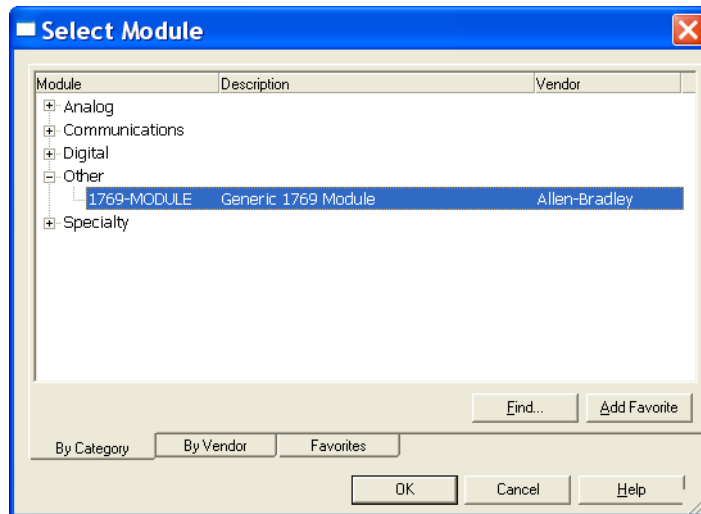 Select Module
Module Description Vendor
Analog
Communications
Digital
Other
1769-MODULE Generic 1769 Module Allen-Bradley
Specialty
Find... Add Favorite
By Category By Vendor Favorites
OK Cancel Help